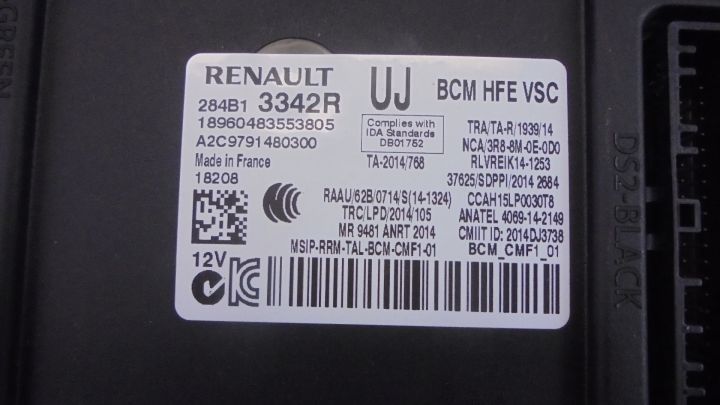 RENAULT UJ BCM HFE VSC
284B1 3342R
18960483553805
A2C9791480300
Made in France
18208
Complies with
IDA Standards
DB01752
TA-2014/768
TRA/TA-R/1939/14
NCA/3R8-8M-0E-0D0
RLVREIK14-1253
37625/SDPPI/2014 2684
RAAU/62B/0714/S(14-1324)
CCAH15LP0030T8
TRC/LPD/2014/105
ANATEL 4069-14-2149
MR 9481 ANRT 2014
CMIIT ID: 2014DJ3738
MSIP-RRM-TAL-BCM-CMF1-01
BCM_CMF1_01
12V
DS2-BLACK
-GREEN